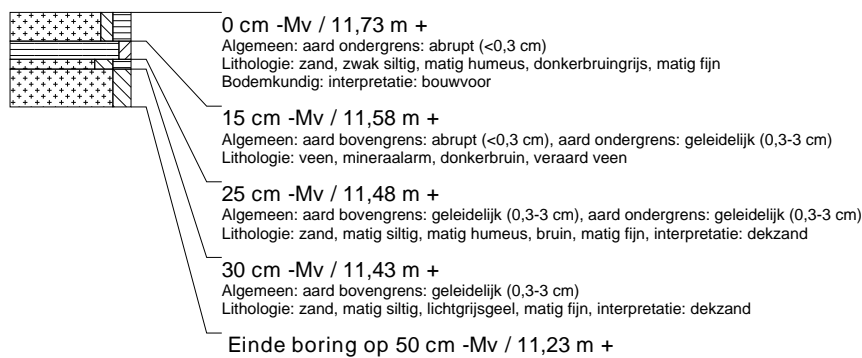 0 cm -Mv / 11,73 m +
Algemeen: aard ondergrens: abrupt (<0,3 cm)
Lithologie: zand, zwak siltig, matig humeus, donkerbruingrijs, matig fijn
Bodemkundig: interpretatie: bouwvoor
15 cm -Mv / 11,58 m +
Algemeen: aard bovengrens: abrupt (<0,3 cm), aard ondergrens: geleidelijk (0,3-3 cm)
Lithologie: veen, mineraalarm, donkerbruin, veraard veen
25 cm -Mv / 11,48 m +
Algemeen: aard bovengrens: geleidelijk (0,3-3 cm), aard ondergrens: geleidelijk (0,3-3 cm)
Lithologie: zand, matig siltig, matig humeus, bruin, matig fijn, interpretatie: dekzand
30 cm -Mv / 11,43 m +
Algemeen: aard bovengrens: geleidelijk (0,3-3 cm)
Lithologie: zand, matig siltig, lichtgrijsgeel, matig fijn, interpretatie: dekzand
Einde boring op 50 cm -Mv / 11,23 m +